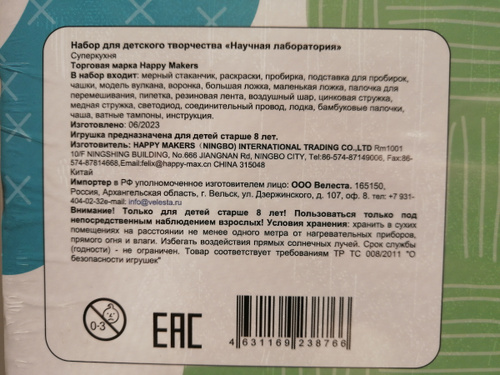 Набор для детского творчества «Научная лаборатория»
Суперкухня
Торговая марка Happy Makers
В набор входит: мерный стаканчик, раскраски, пробирка, подставка для пробирок,
чашки, модель вулкана, воронка, большая ложка, маленькая ложка, палочка для
перемешивания, пипетка, резиновая лента, воздушный шар, цинковая стружка,
медная стружка, светодиод, соединительный провод, лодка, бамбуковые палочки,
чаша, ватные тампоны, инструкция.
Изготовлено: 06/2023
Игрушка предназначена для детей старше 8 лет.
Изготовитель: HAPPY MAKERS (NINGBO) INTERNATIONAL TRADING CO.,LTD Rm1001
10/F NINGSHING BUILDING, No.666 JIANGNAN Rd, NINGBO CITY, Tel:86-574-87149006, Fax:86-
574-87814668,Email:felix@happy-max.cn CHINA 315048
Китай
Импортер в РФ уполномоченное изготовителем лицо: ООО Велеста. 165150,
Россия, Архангельская область, г. Вельск, ул. Дзержинского, д. 107, оф. 8. тел: +7 931-
404-02-32e-mail: info@velesta.ru
Внимание! Только для детей старше 8 лет! Пользоваться только под
непосредственным наблюдением взрослых! Условия хранения: хранить в сухих
помещениях на расстоянии не менее одного метра от нагревательных приборов,
прямого огня и влаги. Избегать воздействия прямых солнечных лучей. Срок службы
(годности) - не ограничен. Товар соответствует требованиям ТР ТС 008/2011 "О
безопасности игрушек"
0-3
EAC
4 631169 238766